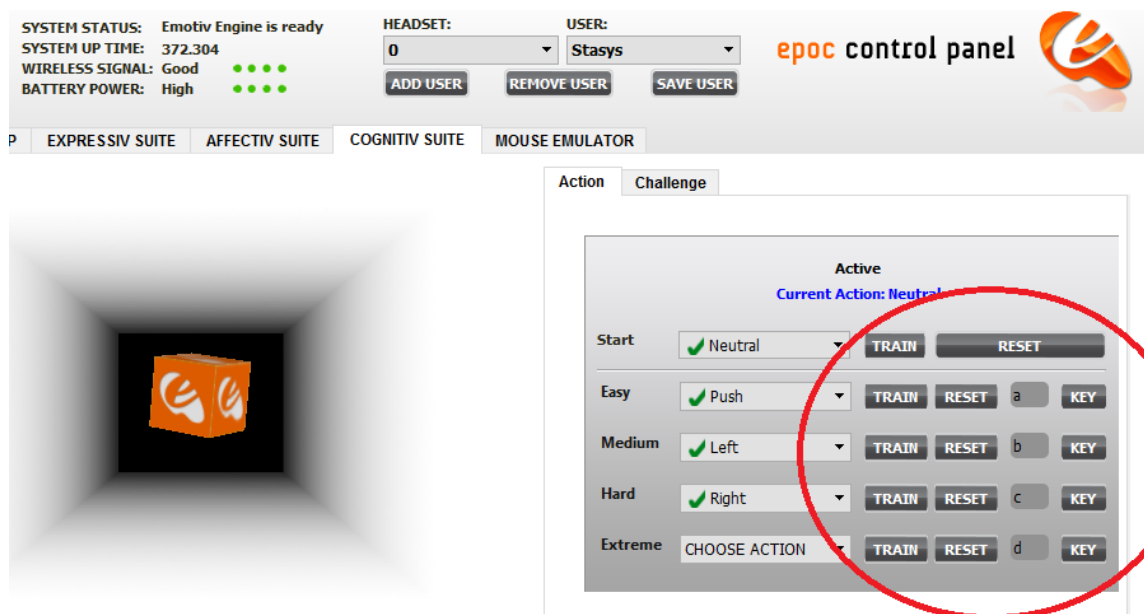 SYSTEM STATUS: Emotiv Engine is ready
SYSTEM UP TIME: 372.304
WIRELESS SIGNAL: Good
BATTERY POWER: High
HEADSET: USER:
0 Stasys
ADD USER REMOVE USER SAVE USER
epoc control panel
P EXPRESSIV SUITE AFFECTIV SUITE COGNITIV SUITE MOUSE EMULATOR
Action Challenge
Active
Current Action: Neutral
Start Neutral TRAIN RESET
Easy Push TRAIN RESET a KEY
Medium Left TRAIN RESET b KEY
Hard Right TRAIN RESET c KEY
Extreme CHOOSE ACTION TRAIN RESET d KEY